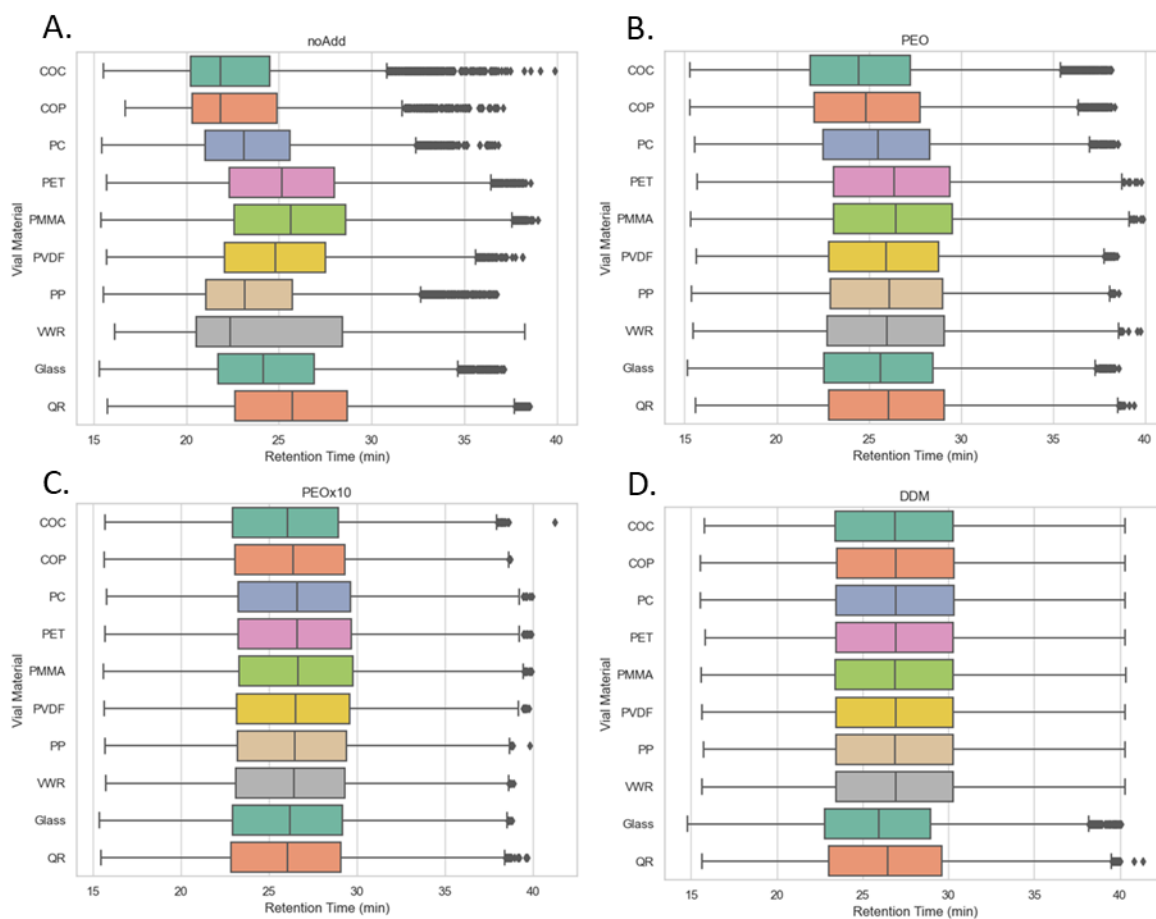 A.
noAdd
Vial Material
COC
COP
PC
PET
PMMA
PVDF
PP
VWR
Glass
QR
15 20 25 30 35 40
Retention Time (min)
B.
PEO
Vial Material
COC
COP
PC
PET
PMMA
PVDF
PP
VWR
Glass
QR
15 20 25 30 35 40
Retention Time (min)
C.
PEOx10
Vial Material
COC
COP
PC
PET
PMMA
PVDF
PP
VWR
Glass
QR
15 20 25 30 35 40
Retention Time (min)
D.
DDM
Vial Material
COC
COP
PC
PET
PMMA
PVDF
PP
VWR
Glass
QR
15 20 25 30 35 40
Retention Time (min)